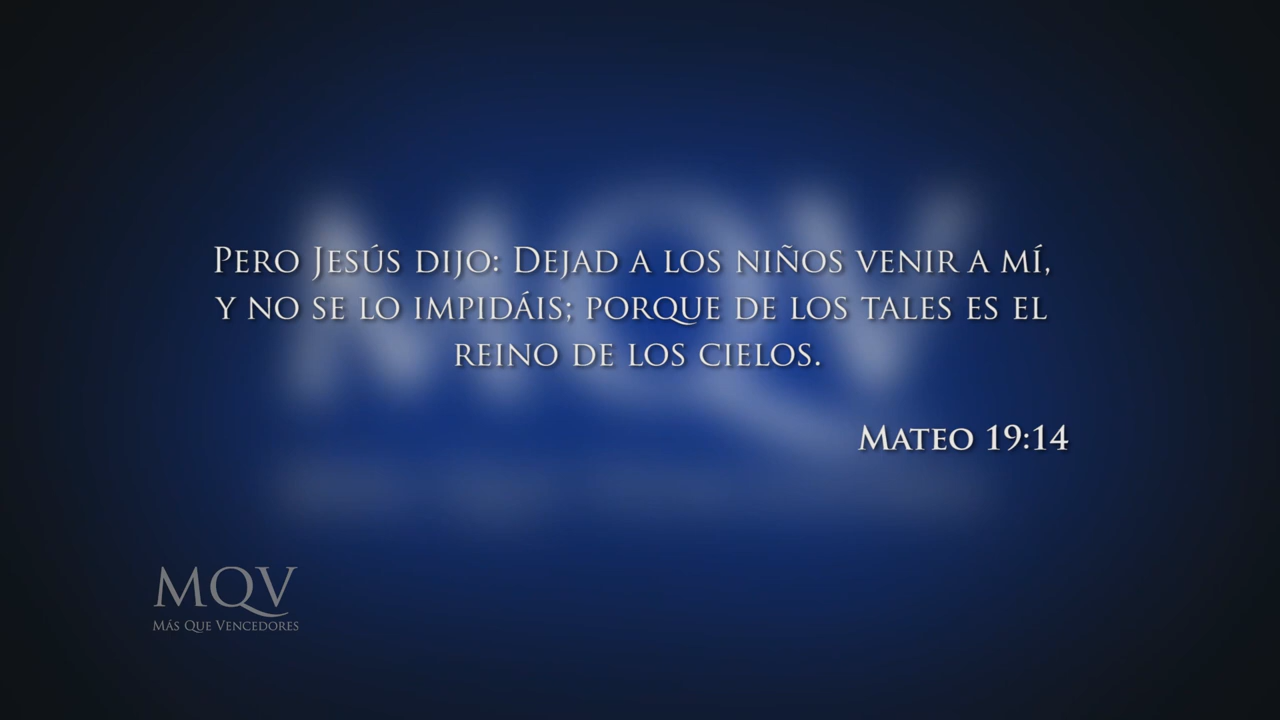 Pero Jesús dijo: Dejad a los niños venir a mí,
y no se lo impidáis; porque de los tales es el
reino de los cielos.
Mateo 19:14
MQV
Más Que Vencedores